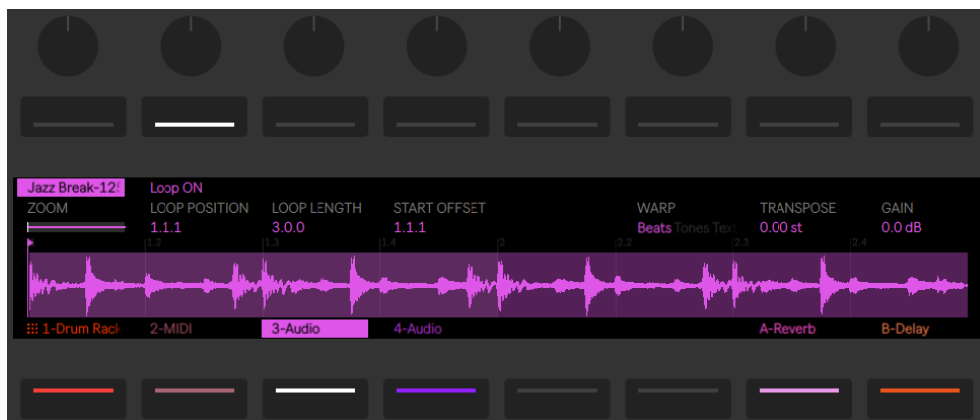 Jazz Break-125 Loop ON
ZOOM LOOP POSITION LOOP LENGTH START OFFSET WARP TRANSPOSE GAIN
1.1.1 3.0.0 1.1.1 Beats Tones Tex 0.00 st 0.0 dB
1.2 1.3 1.4 2 2.2 2.3 2.4
1-Drum Rack 2-MIDI 3-Audio 4-Audio A-Reverb B-Delay